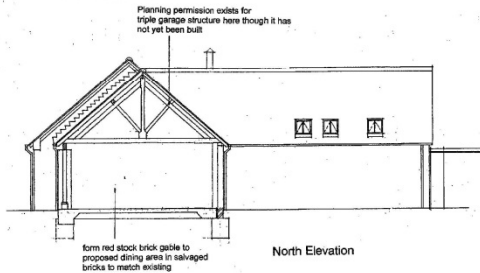 Planning permission exists for
triple garage structure here though it has
not yet been built
form red stock brick gable to
proposed dining area in salvaged
bricks to match existing
North Elevation